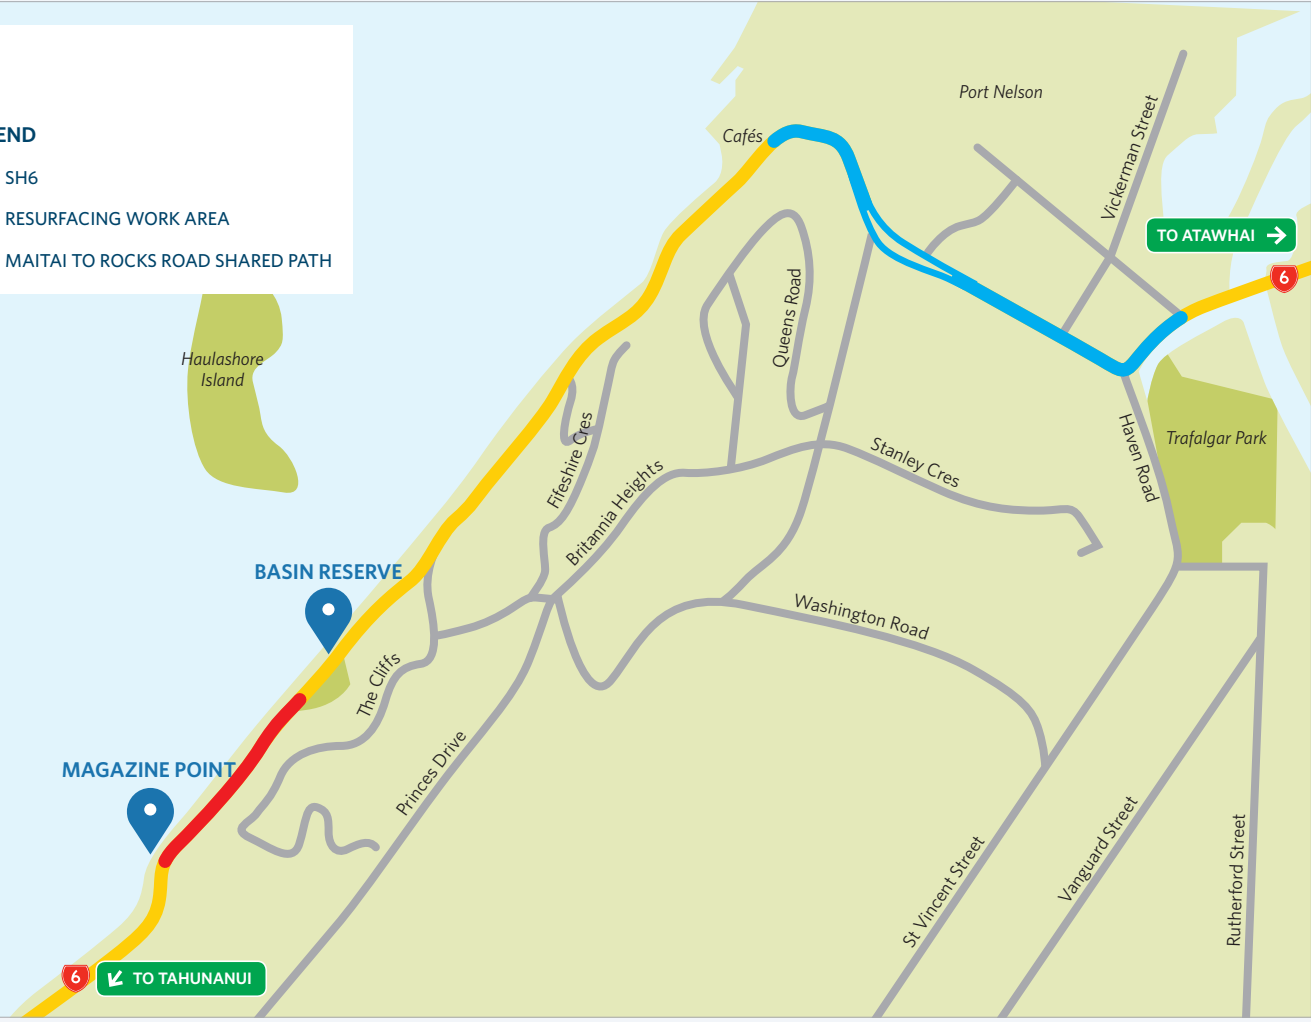 END
SH6
RESURFACING WORK AREA
MAITAI TO ROCKS ROAD SHARED PATH
Port Nelson
Cafés
Vickerman Street
TO ATAWHAI
6
Haulashore
Island
Queens Road
Fifeshire Cres
Britannia Heights
Stanley Cres
Haven Road
Trafalgar Park
BASIN RESERVE
Washington Road
The Cliffs
MAGAZINE POINT
Princes Drive
St Vincent Street
Vanguard Street
Rutherford Street
6
TO TAHUNANUI